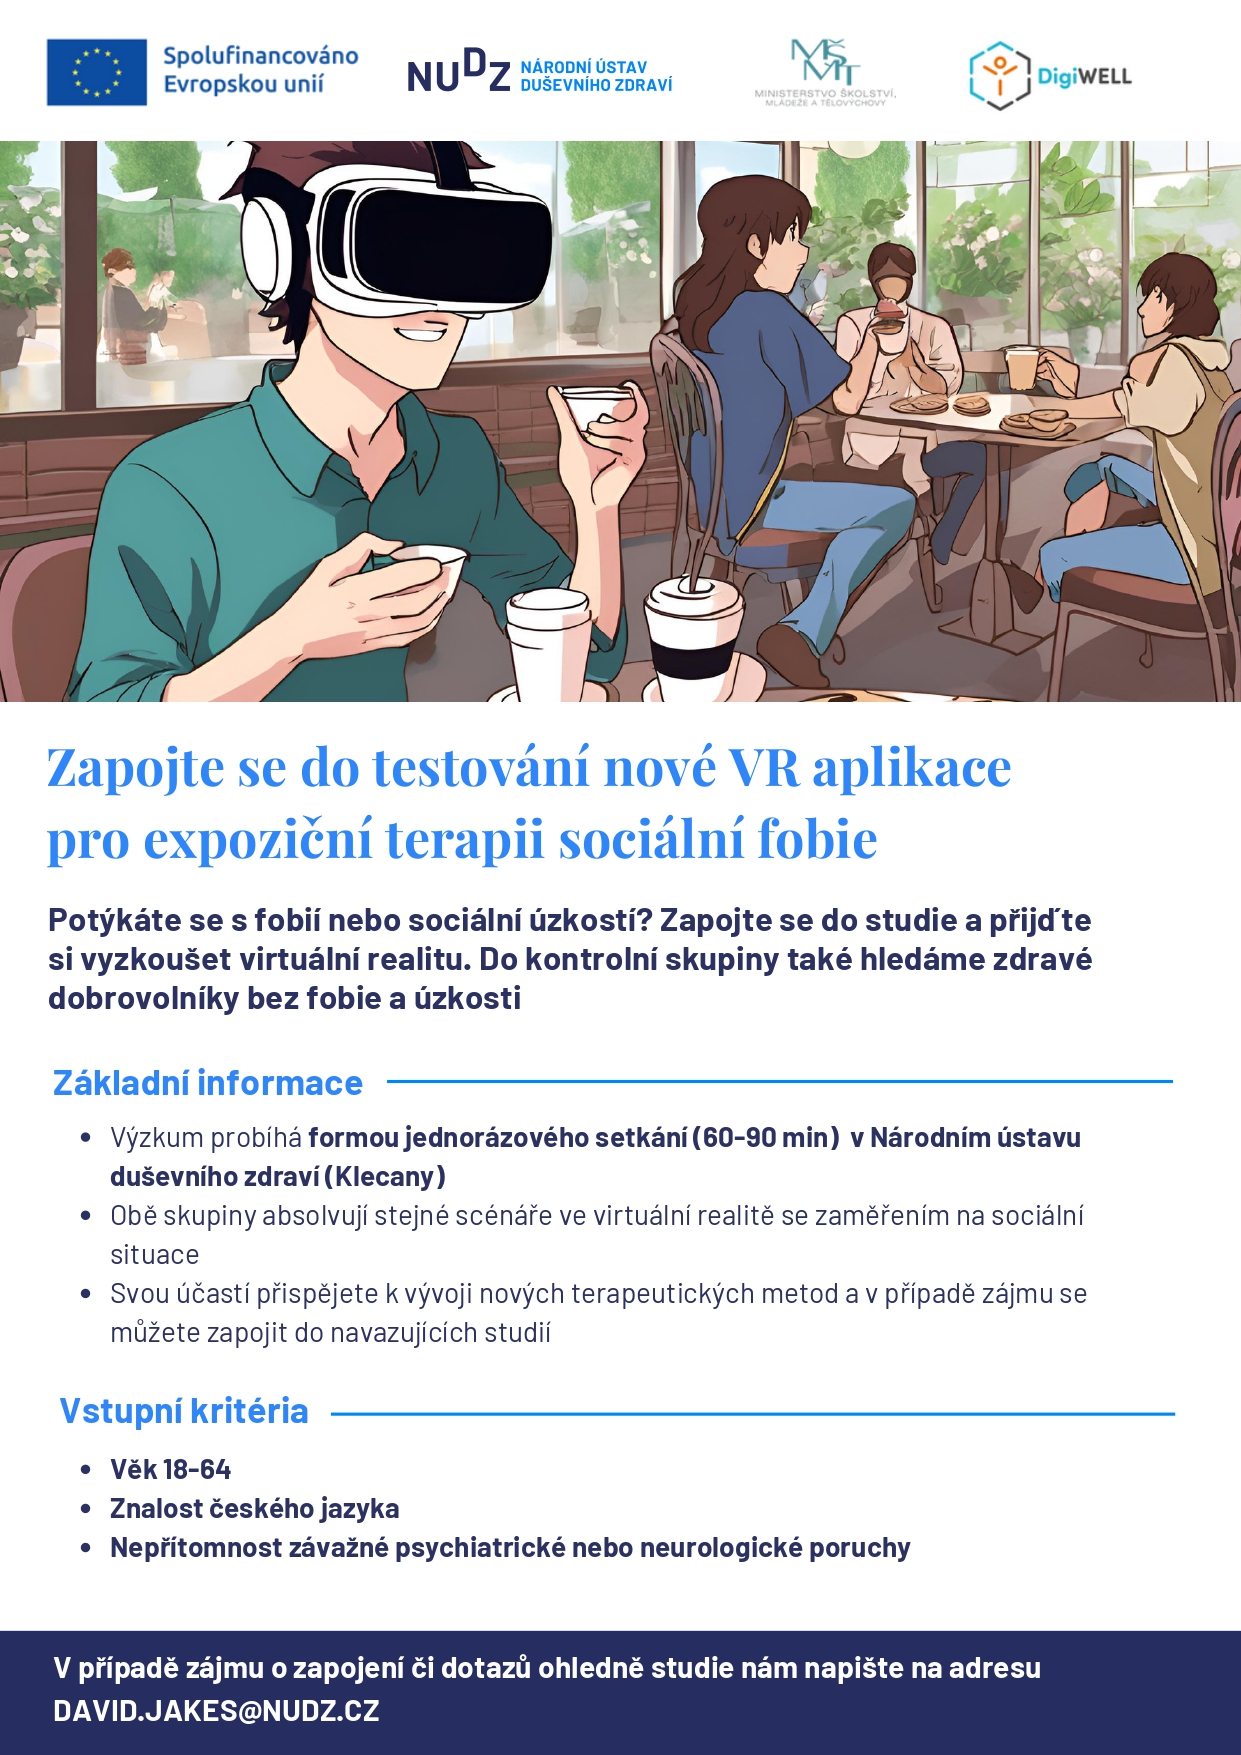 Spolufinancováno
Evropskou unií
NUDZ NÁRODNÍ ÚSTAV
DUŠEVNÍHO ZDRAVÍ
MŠMT
MINISTERSTVO ŠKOLSTVÍ,
MLÁDEŽE A TĚLOVÝCHOVY
DigiWELL
Zapojte se do testování nové VR aplikace
pro expoziční terapii sociální fobie
Potýkáte se s fobií nebo sociální úzkostí? Zapojte se do studie a přijďte
si vyzkoušet virtuální realitu. Do kontrolní skupiny také hledáme zdravé
dobrovolníky bez fobie a úzkosti
Základní informace
• Výzkum probíhá formou jednorázového setkání (60-90 min) v Národním ústavu
duševního zdraví (Klecany)
• Obě skupiny absolvují stejné scénáře ve virtuální realitě se zaměřením na sociální
situace
• Svou účastí přispějete k vývoji nových terapeutických metod a v případě zájmu se
můžete zapojit do navazujících studií
Vstupní kritéria
• Věk 18-64
• Znalost českého jazyka
• Nepřítomnost závažné psychiatrické nebo neurologické poruchy
V případě zájmu o zapojení či dotazů ohledně studie nám napište na adresu
DAVID.JAKES@NUDZ.CZ